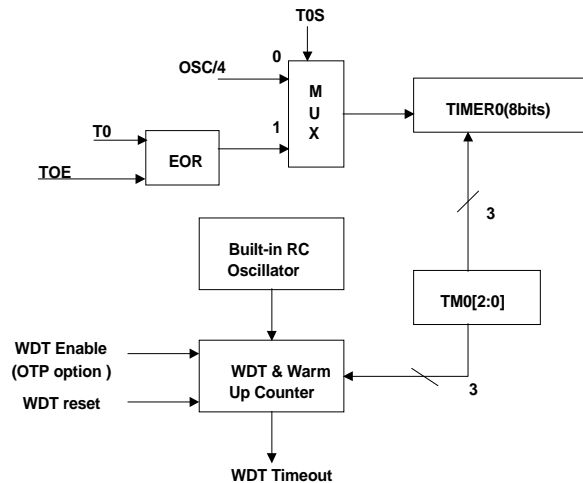 T0S
0
OSC/4
M
U
X
TIMER0(8bits)
1
T0
EOR
TOE
3
Built-in RC
Oscillator
TM0[2:0]
WDT Enable
(OTP option )
WDT & Warm
Up Counter
3
WDT reset
WDT Timeout